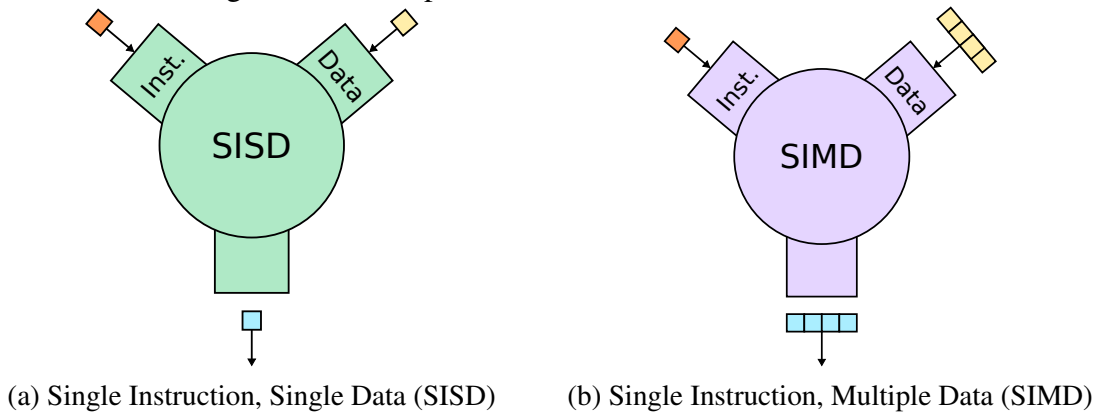 Inst.
Data
SISD
Inst.
Data
SIMD
(a) Single Instruction, Single Data (SISD)
(b) Single Instruction, Multiple Data (SIMD)